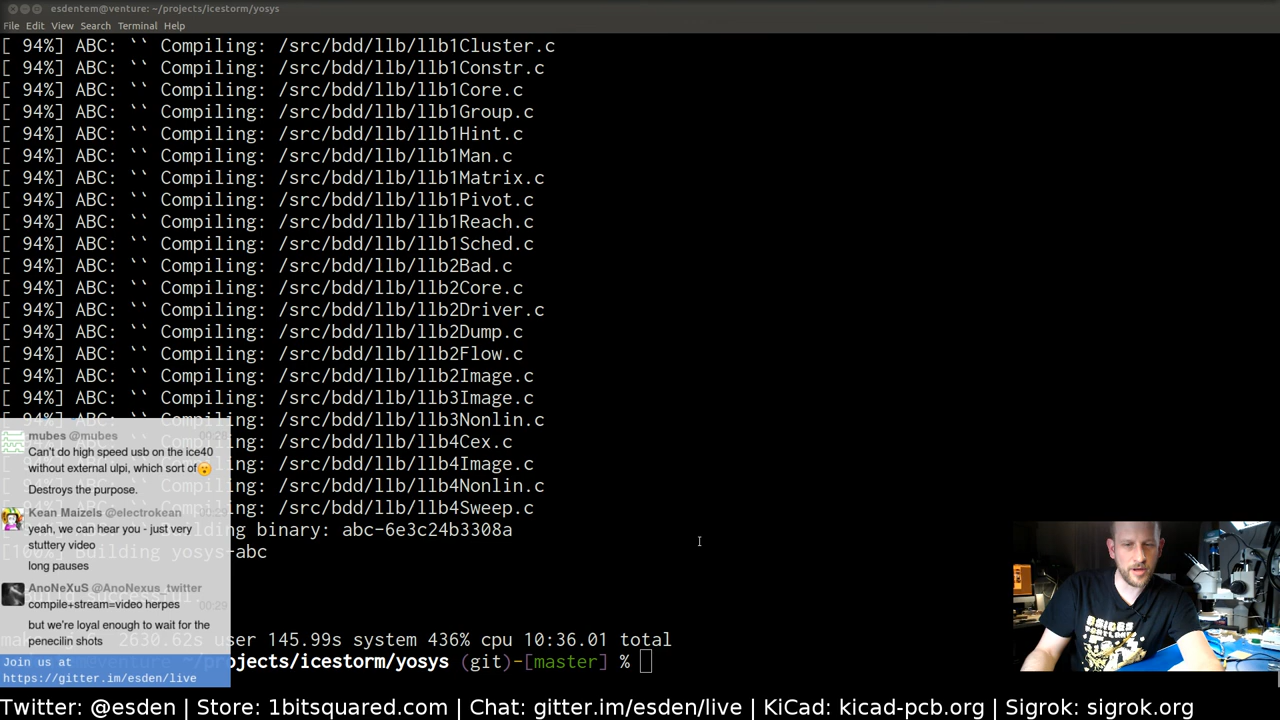 esdentem@venture: ~/projects/icestorm/yosys
File Edit View Search Terminal Help
[ 94%] ABC: `` Compiling: /src/bdd/llb/llb1Cluster.c
[ 94%] ABC: `` Compiling: /src/bdd/llb/llb1Constr.c
[ 94%] ABC: `` Compiling: /src/bdd/llb/llb1Core.c
[ 94%] ABC: `` Compiling: /src/bdd/llb/llb1Group.c
[ 94%] ABC: `` Compiling: /src/bdd/llb/llb1Hint.c
[ 94%] ABC: `` Compiling: /src/bdd/llb/llb1Man.c
[ 94%] ABC: `` Compiling: /src/bdd/llb/llb1Matrix.c
[ 94%] ABC: `` Compiling: /src/bdd/llb/llb1Pivot.c
[ 94%] ABC: `` Compiling: /src/bdd/llb/llb1Reach.c
[ 94%] ABC: `` Compiling: /src/bdd/llb/llb1Sched.c
[ 94%] ABC: `` Compiling: /src/bdd/llb/llb2Bad.c
[ 94%] ABC: `` Compiling: /src/bdd/llb/llb2Core.c
[ 94%] ABC: `` Compiling: /src/bdd/llb/llb2Driver.c
[ 94%] ABC: `` Compiling: /src/bdd/llb/llb2Dump.c
[ 94%] ABC: `` Compiling: /src/bdd/llb/llb2Flow.c
[ 94%] ABC: `` Compiling: /src/bdd/llb/llb2Image.c
[ 94%] ABC: `` Compiling: /src/bdd/llb/llb3Image.c
[ 94%] ABC: `` Compiling: /src/bdd/llb/llb3Nonlin.c
/src/bdd/llb/llb4Cex.c
/src/bdd/llb/llb4Image.c
/src/bdd/llb/llb4Nonlin.c
/src/bdd/llb/llb4Sweep.c
binary: abc-6e3c24b3308a
[100%] Building yosys-abc
2630.62s user 145.99s system 436% cpu 10:36.01 total
~/projects/icestorm/yosys (git)-[master] %
mubes @mubes 00:28
Can't do high speed usb on the ice40
without external ulpi, which sort of😮
Destroys the purpose.
Kean Maizels @electrokean
yeah, we can hear you - just very
stuttery video
long pauses
AnoNeXuS @AnoNexus_twitter
compile+stream=video herpes 00:29
but we're loyal enough to wait for the
penecilin shots
Join us at
https://gitter.im/esden/live
Twitter: @esden | Store: 1bitsquared.com | Chat: gitter.im/esden/live | KiCad: kicad-pcb.org | Sigrok: sigrok.org